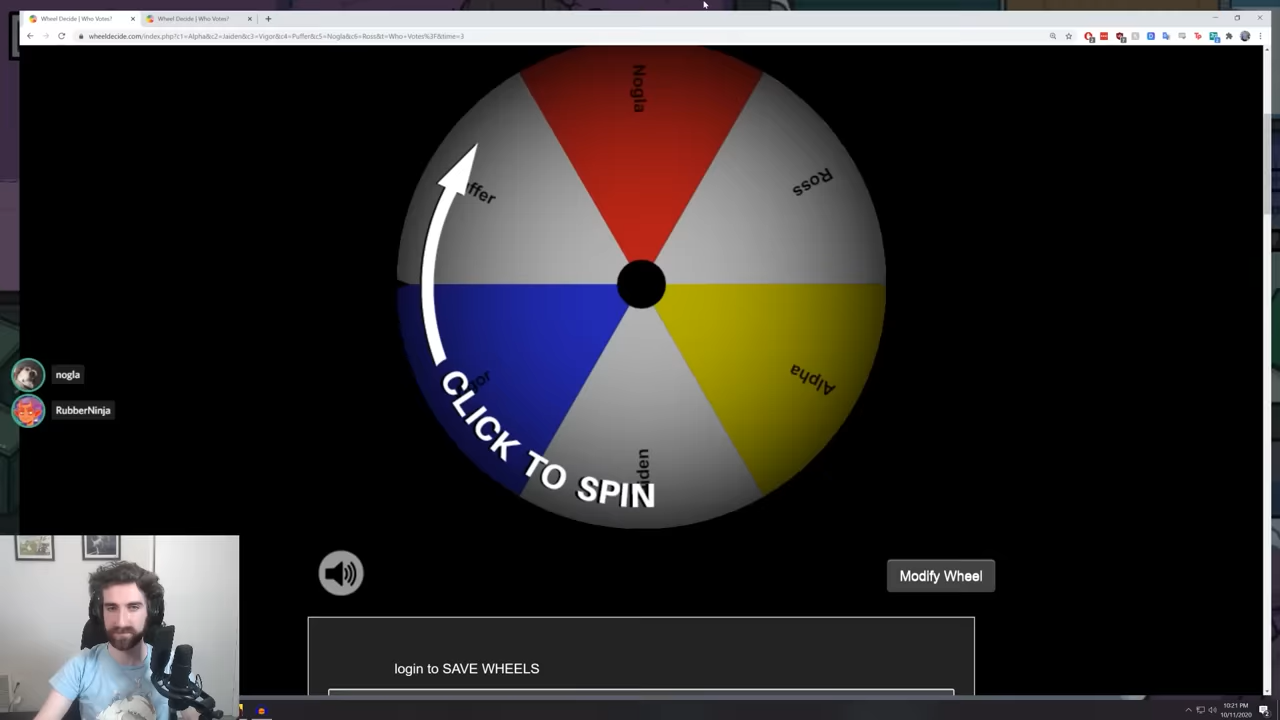 Wheel Decide | Who Votes?
Wheel Decide | Who Votes?
wheeldecide.com/index.php?c1=Alpha&c2=Jaiden&c3=Vigor&c4=Puffer&c5=Nogla&c6=Ross&t=Who+Votes%3F&time=3
Nogla
Ross
Alpha
CLICK TO SPIN
nogla
RubberNinja
Modify Wheel
login to SAVE WHEELS
10:21 PM
10/11/2020